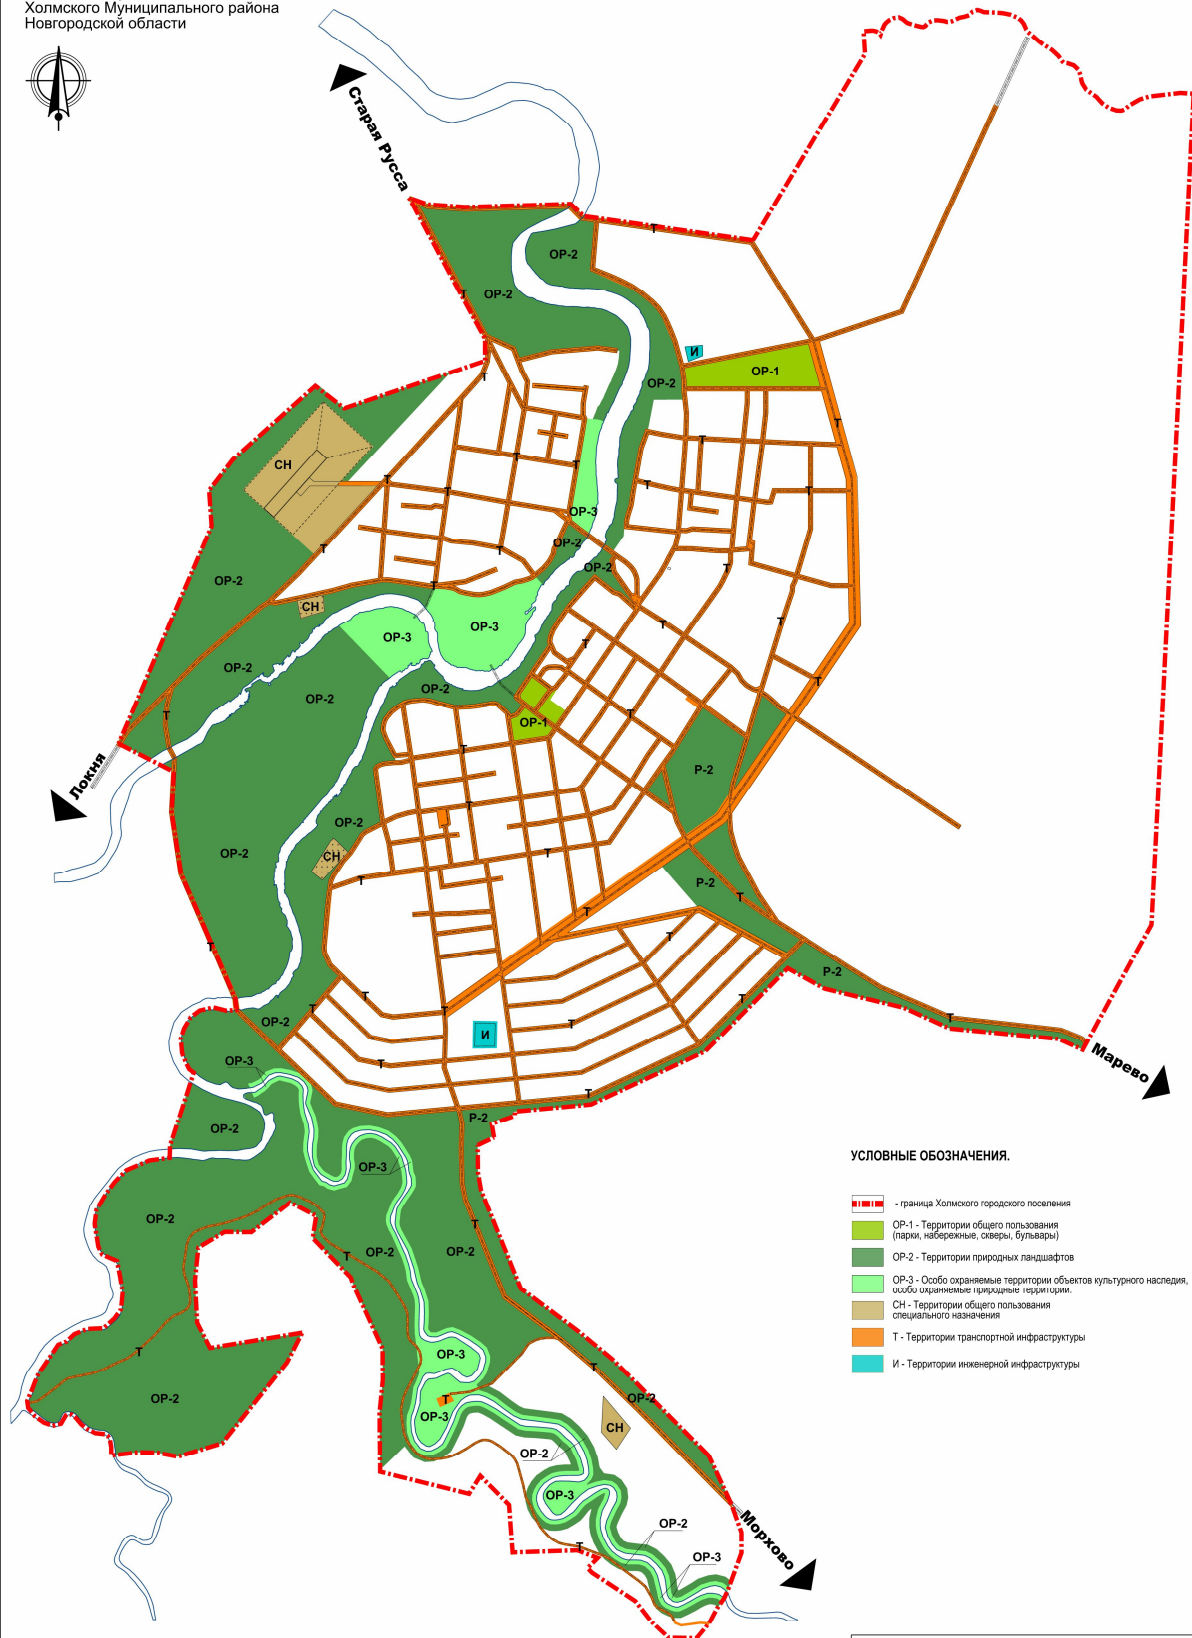 Холмского Муниципального района
Новгородской области
Старая Русса
Т
ОР-2
Т
ОР-2
И
ОР-1
ОР-2
Т
Т
Т
Т
Т
СН
Т
Т
Т
Т
Т
ОР-3
ОР-2
Т
Т
ОР-2
Т
ОР-2
Т
СН
ОР-3
ОР-3
Т
Т
Т
ОР-2
ОР-2
ОР-2
Т
Т
Т
ОР-1
Т
Локня
Р-2
Т
ОР-2
ОР-2
СН
Т
Т
Р-2
Т
Т
Т
Т
Р-2
Т
Т
Т
Т
Т
ОР-2
Т
И
Марево
ОР-3
Т
Т
Р-2
ОР-2
ОР-3
ОР-2
Т
Т
ОР-2
ОР-2
Т
ОР-3
Т
ОР-2
Т
ОР-2
ОР-3
СН
ОР-2
ОР-3
ОР-2
Морхово
Т
ОР-3
УСЛОВНЫЕ ОБОЗНАЧЕНИЯ.
- граница Холмского городского поселения
ОР-1 - Территории общего пользования
(парки, набережные, скверы, бульвары)
ОР-2 - Территории природных ландшафтов
ОР-3 - Особо охраняемые территории объектов культурного наследия,
особо охраняемые природные территории.
СН - Территории общего пользования
специального назначения
Т - Территории транспортной инфраструктуры
И - Территории инженерной инфраструктуры